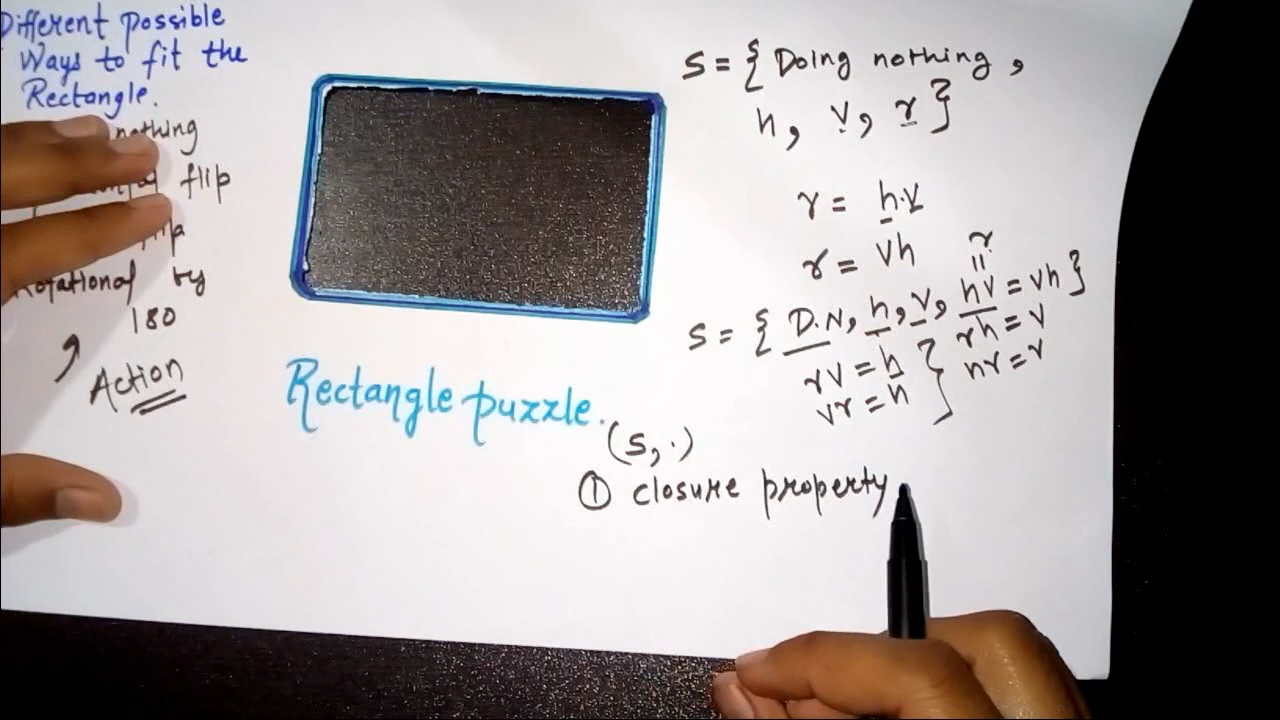 Different Possible
Ways to fit the
Rectangle.
nothing
flip
Rotational by
180
Action
Rectangle puzzle.
S = { Doing nothing ,
h, v, r }
r = h.v
r = vh
r
=
S = { D.N, h, v, hv = vh }
rv = h } rh = v
vr = h hr = v
(S, .)
① closure property